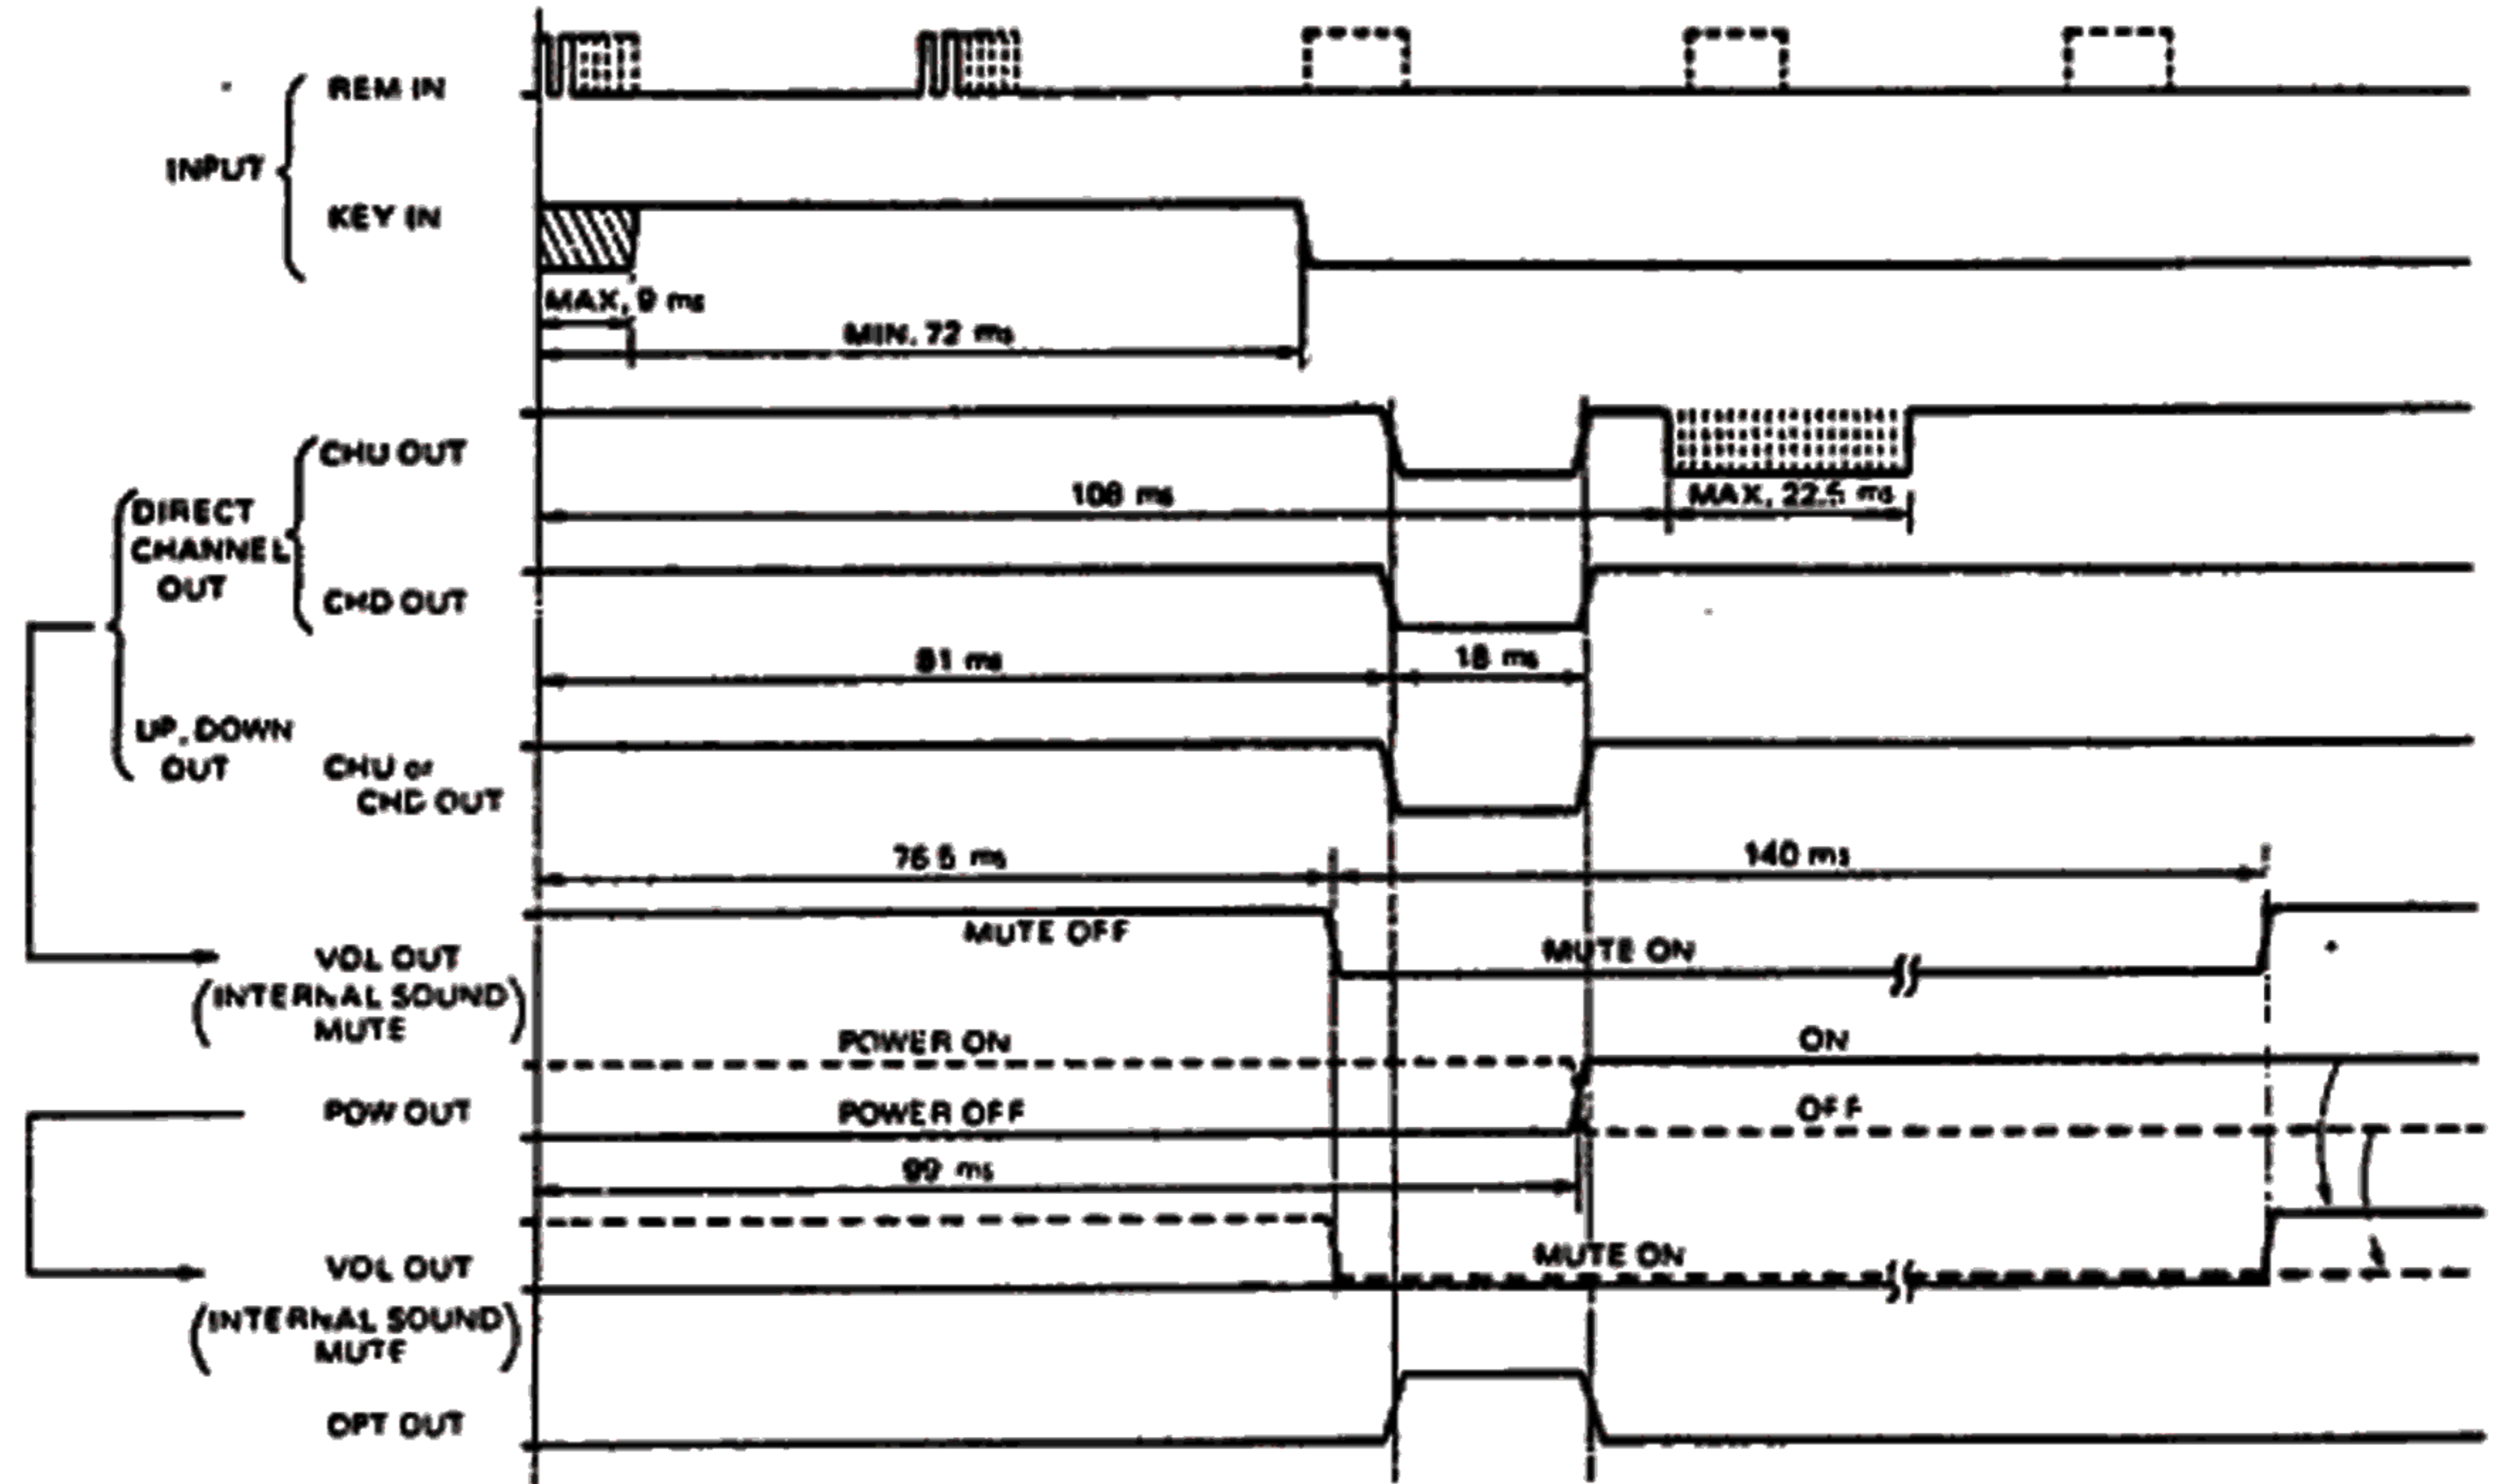 REM IN
INPUT
KEY IN
MAX, 9 ms
MIN. 72 ms
CHU OUT
108 ms
MAX, 22.5 ms
DIRECT
CHANNEL
OUT
CHD OUT
81 ms
18 ms
UP, DOWN
OUT
CHU or
CHD OUT
76.5 ms
140 ms
MUTE OFF
MUTE ON
VOL OUT
(INTERNAL SOUND)
MUTE
POWER ON
ON
POW OUT
POWER OFF
OFF
99 ms
MUTE ON
VOL OUT
(INTERNAL SOUND)
MUTE
OPT OUT